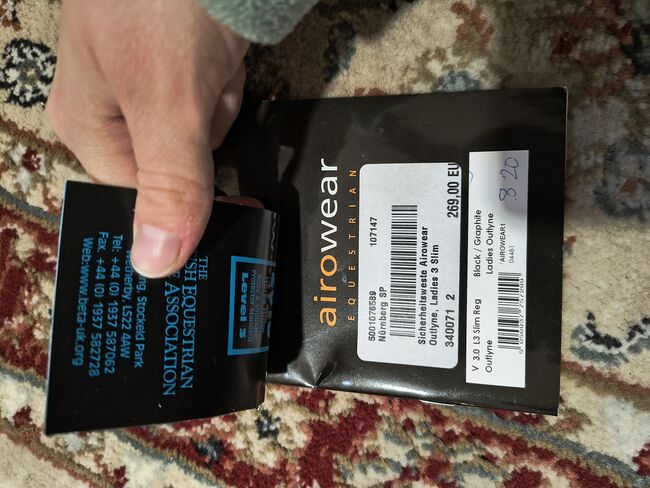 airowear
EQUESTRIAN
5001076589 107147
Nürnberg SP
Sicherheitsweste Airowear
Outlyne, Ladies 3 Slim
340071 2 269,00 EU
V 3.0 L3 Slim Reg Black / Graphite
Outlyne Ladies Outlyne
8 20
THE
SH EQUESTRIAN
ASSOCIATION
Stockeld Park
LS22 4AW
Tel: +44 (0) 1937 587062
Fax: +44 (0) 1937 582728
Web:www.beta-uk.org
Level 3